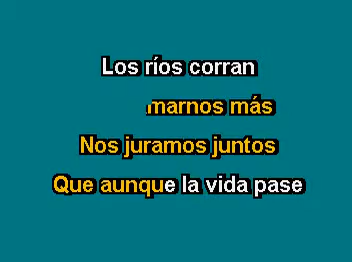 Los ríos corran
marnos más
Nos juramos juntos
Que aunque la vida pase